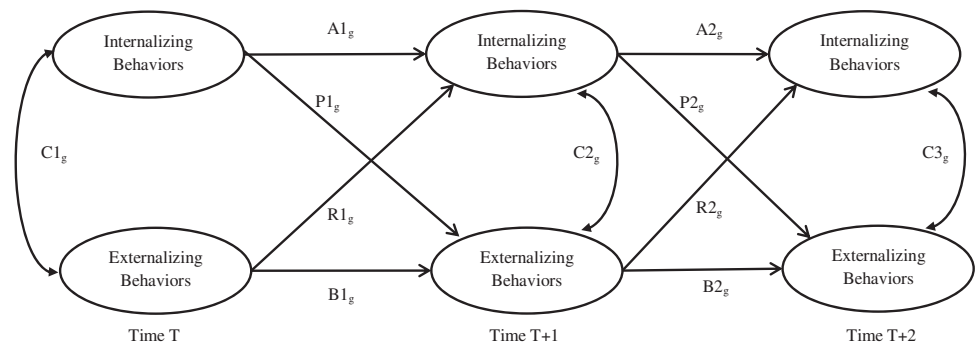 A1g
A2g
Internalizing
Behaviors
Internalizing
Behaviors
Internalizing
Behaviors
P1g
P2g
C1g
C2g
C3g
R1g
R2g
Externalizing
Behaviors
Externalizing
Behaviors
Externalizing
Behaviors
B1g
B2g
Time T
Time T+1
Time T+2